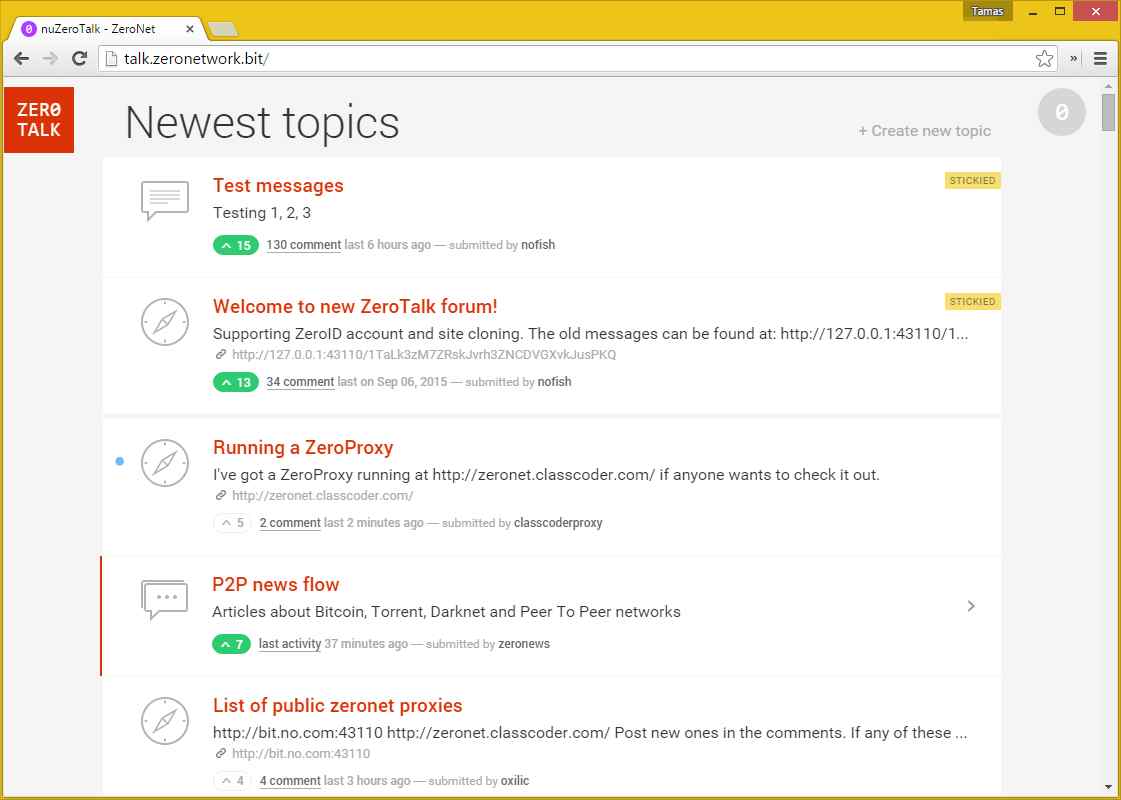 Tamas
nuZeroTalk - ZeroNet
talk.zeronetwork.bit/
ZER0
TALK
Newest topics
+ Create new topic
0
Test messages
STICKIED
Testing 1, 2, 3
15 130 comment last 6 hours ago — submitted by nofish
Welcome to new ZeroTalk forum!
STICKIED
Supporting ZeroID account and site cloning. The old messages can be found at: http://127.0.0.1:43110/1...
http://127.0.0.1:43110/1TaLk3zM7ZRskJvrh3ZNCDVGXvkJusPKQ
13 34 comment last on Sep 06, 2015 — submitted by nofish
Running a ZeroProxy
I've got a ZeroProxy running at http://zeronet.classcoder.com/ if anyone wants to check it out.
http://zeronet.classcoder.com/
5 2 comment last 2 minutes ago — submitted by classcoderproxy
P2P news flow
Articles about Bitcoin, Torrent, Darknet and Peer To Peer networks
7 last activity 37 minutes ago — submitted by zeronews
List of public zeronet proxies
http://bit.no.com:43110 http://zeronet.classcoder.com/ Post new ones in the comments. If any of these ...
http://bit.no.com:43110
4 4 comment last 3 hours ago — submitted by oxilic